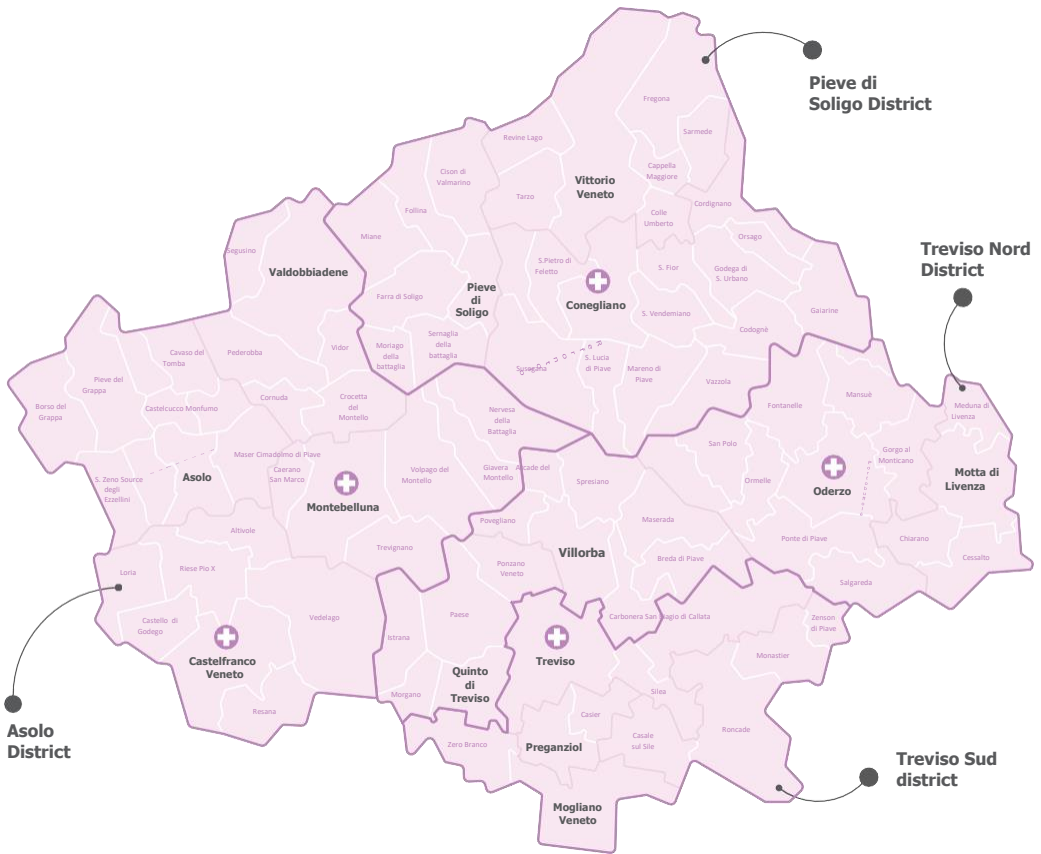 Pieve di
Soligo District
Fregona
Sarmede
Revine Lago
Cappella
Maggiore
Cison di
Valmarino
Vittorio
Veneto
Tarzo
Cordignano
Follina
Colle
Umberto
Miane
Orsago
Treviso Nord
District
Segusino
Valdobbiadene
S.Pietro di
Feletto
S. Fior
Godega di
S. Urbano
Pieve
di
Soligo
Farra di Soligo
Conegliano
Gaiarine
S. Vendemiano
Codognè
Sernaglia
della
battaglia
Moriago
della
battaglia
Vidor
Cavaso del
Tomba
Pederobba
Susegana
S. Lucia
di Piave
Mareno di
Piave
Vazzola
Pieve del
Grappa
Borso del
Grappa
Castelcucco Monfumo
Cornuda
Crocetta
del
Montello
Nervesa
della
Battaglia
Fontanelle
Mansuè
Meduna di
Livenza
San Polo
Gorgo al
Monticano
Maser Cimadolmo di Piave
Caerano
San Marco
Volpago del
Montello
Giavera
Montello
Arcade del
Spresiano
Ormelle
Oderzo
Motta di
Livenza
S. Zeno Source
degli
Ezzellini
Asolo
Montebelluna
Povegliano
Maserada
Altivole
Trevignano
Villorba
Ponte di Piave
Chiarano
Cessalto
Loria
Riese Pio X
Ponzano
Veneto
Breda di Piave
Salgareda
Castello di
Godego
Vedelago
Paese
Carbonera San Biagio di Callata
Zenson
di Piave
Istrana
Castelfranco
Veneto
Treviso
Monastier
Quinto
di
Treviso
Morgano
Silea
Resana
Casier
Roncade
Asolo
District
Zero Branco
Preganziol
Casale
sul Sile
Treviso Sud
district
Mogliano
Veneto